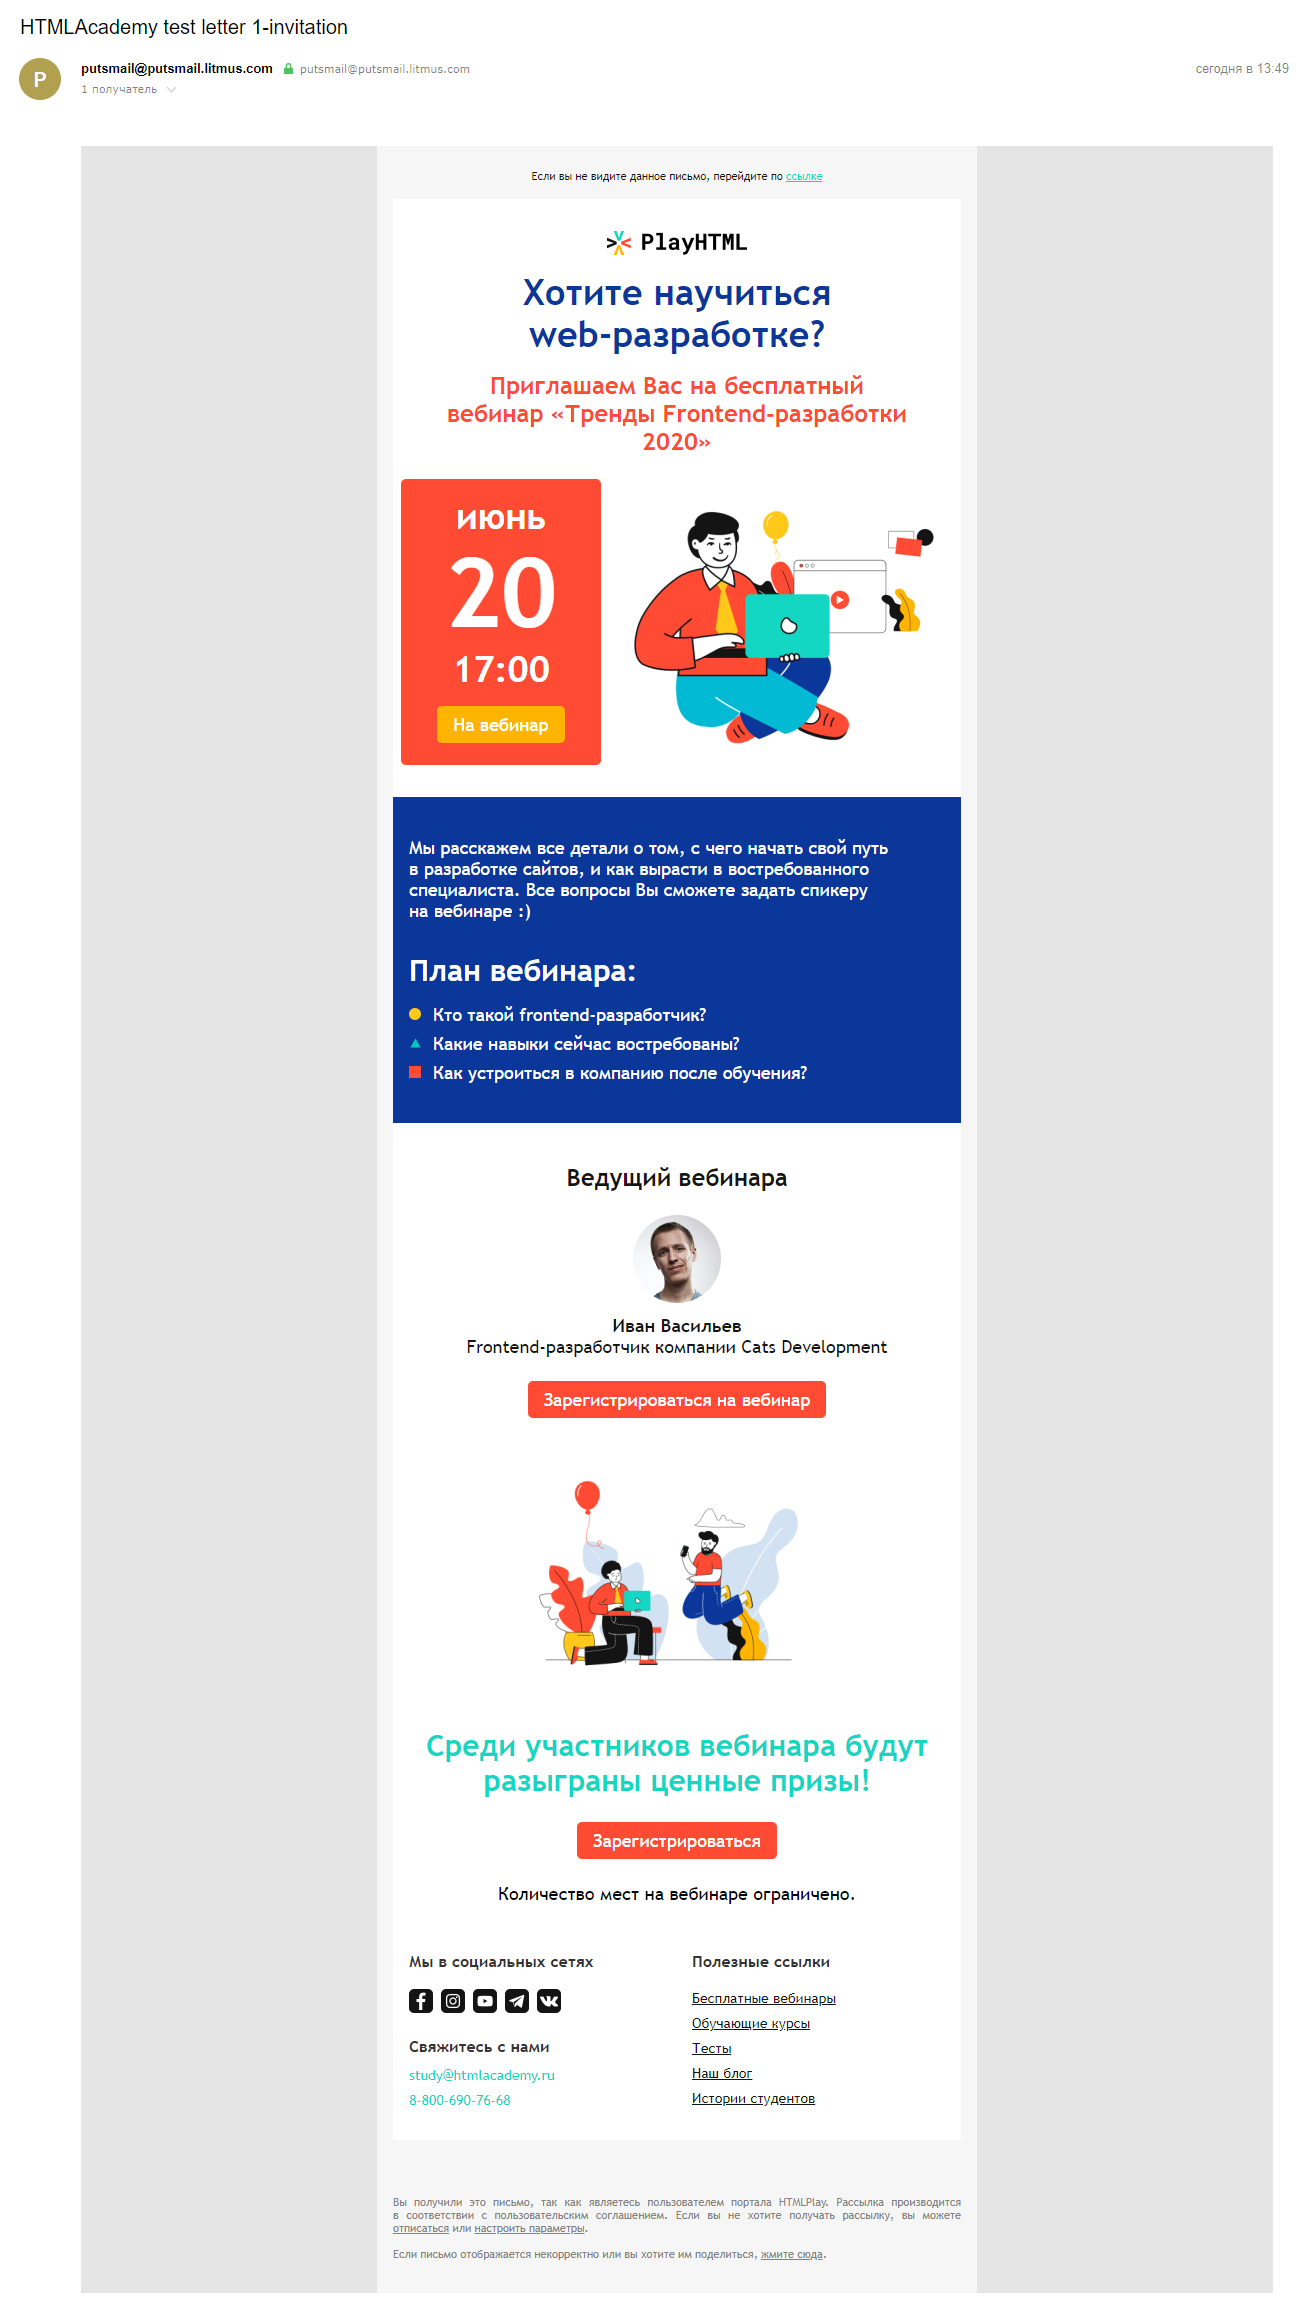 HTMLAcademy test letter 1-invitation
P
putsmail@putsmail.litmus.com putsmail@putsmail.litmus.com
сегодня в 13:49
1 получатель
Если вы не видите данное письмо, перейдите по ссылке
PlayHTML
Хотите научиться
web-разработке?
Приглашаем Вас на бесплатный
вебинар «Тренды Frontend-разработки
2020»
июнь
20
17:00
На вебинар
Мы расскажем все детали о том, с чего начать свой путь
в разработке сайтов, и как вырасти в востребованного
специалиста. Все вопросы Вы сможете задать спикеру
на вебинаре :)
План вебинара:
Кто такой frontend-разработчик?
Какие навыки сейчас востребованы?
Как устроиться в компанию после обучения?
Ведущий вебинара
Иван Васильев
Frontend-разработчик компании Cats Development
Зарегистрироваться на вебинар
Среди участников вебинара будут
разыграны ценные призы!
Зарегистрироваться
Количество мест на вебинаре ограничено.
Мы в социальных сетях
Свяжитесь с нами
study@htmlacademy.ru
8-800-690-76-68
Полезные ссылки
Бесплатные вебинары
Обучающие курсы
Тесты
Наш блог
Истории студентов
Вы получили это письмо, так как являетесь пользователем портала HTMLPlay. Рассылка производится
в соответствии с пользовательским соглашением. Если вы не хотите получать рассылку, вы можете
отписаться или настроить параметры.
Если письмо отображается некорректно или вы хотите им поделиться, жмите сюда.